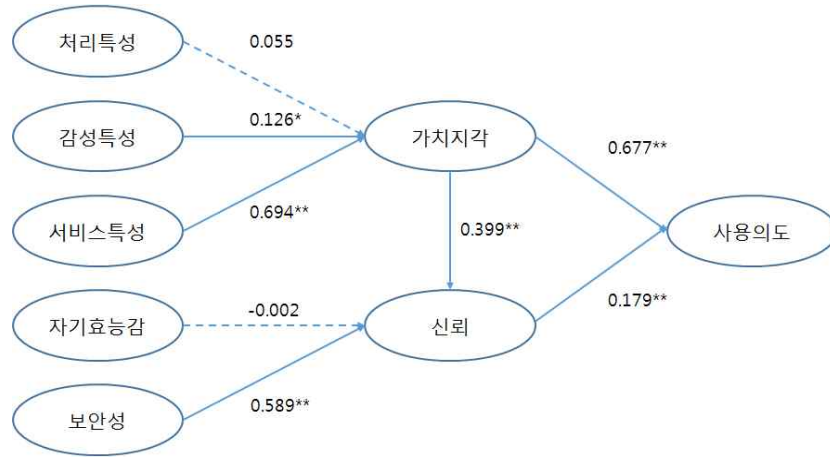 처리특성
0.055
감성특성
0.126*
가치지각
0.677**
서비스특성
0.694**
0.399**
사용의도
자기효능감
-0.002
신뢰
0.179**
보안성
0.589**